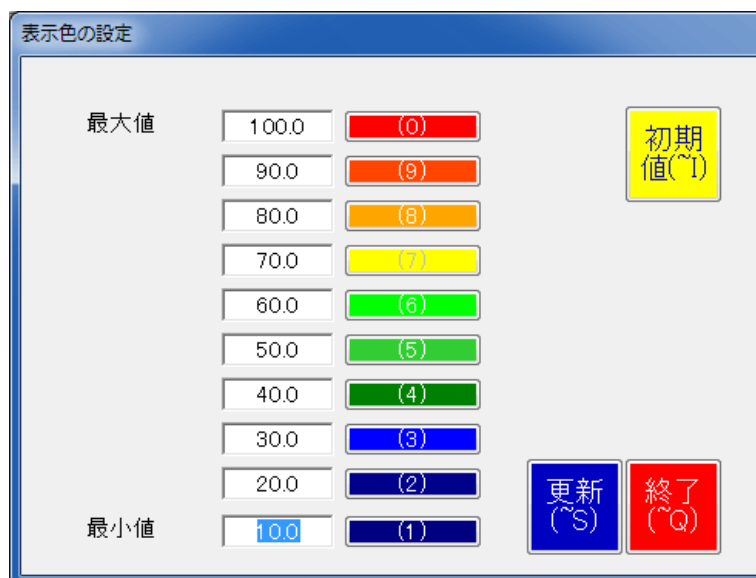 表示色の設定
最大値 100.0 (0)
90.0 (9)
80.0 (8)
70.0 (7)
60.0 (6)
50.0 (5)
40.0 (4)
30.0 (3)
20.0 (2)
最小値 10.0 (1)
初期
値(~I)
更新
(~S)
終了
(~Q)